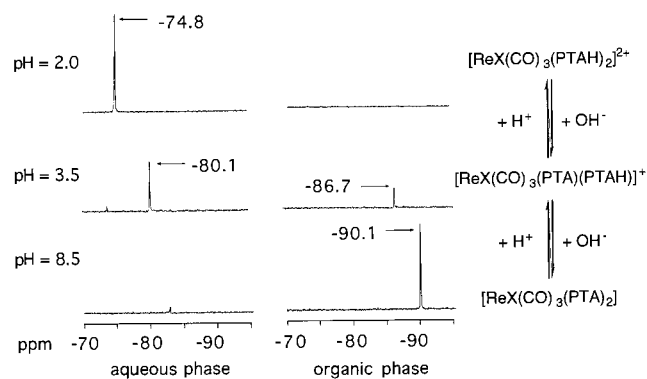 -74.8
pH = 2.0
[ReX(CO)3(PTAH)2]2+
+ H+ + OH-
pH = 3.5
-80.1
-86.7
[ReX(CO)3(PTA)(PTAH)]+
-90.1
+ H+ + OH-
pH = 8.5
[ReX(CO)3(PTA)2]
ppm -70 -80 -90 -70 -80 -90
aqueous phase organic phase